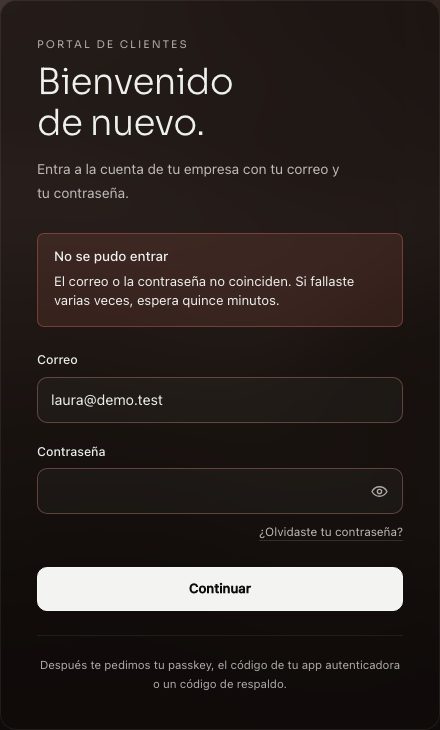 PORTAL DE CLIENTES
Bienvenido
de nuevo.
Entra a la cuenta de tu empresa con tu correo y
tu contraseña.
No se pudo entrar
El correo o la contraseña no coinciden. Si fallaste
varias veces, espera quince minutos.
Correo
laura@demo.test
Contraseña
¿Olvidaste tu contraseña?
Continuar
Después te pedimos tu passkey, el código de tu app autenticadora
o un código de respaldo.